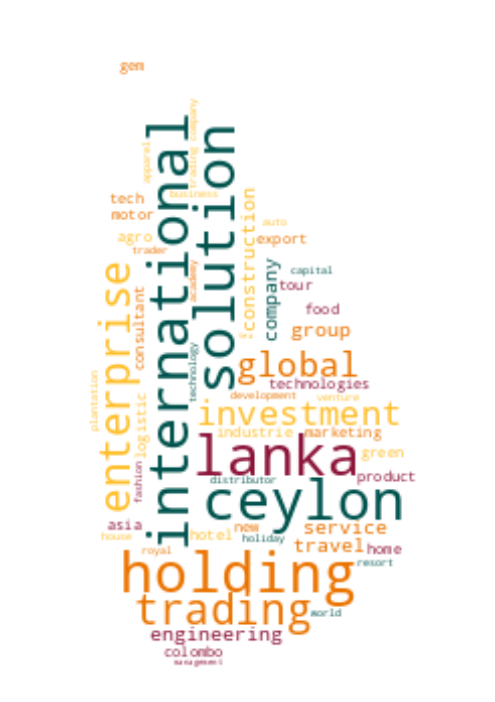 gem
international
solution
apparel
trading company
business
tech
motor
agro
trader
construction
auto
export
academy
company
capital
tour
enterprise
consultant
food
group
technology
global
technologies
development
venture
plantation
logistic
investment
industrie
marketing
lanka
green
fashion
product
distributor
ceylon
asia
new
service
house
hotel
holiday
travel
home
royal
resort
holding
trading
world
engineering
colombo
management